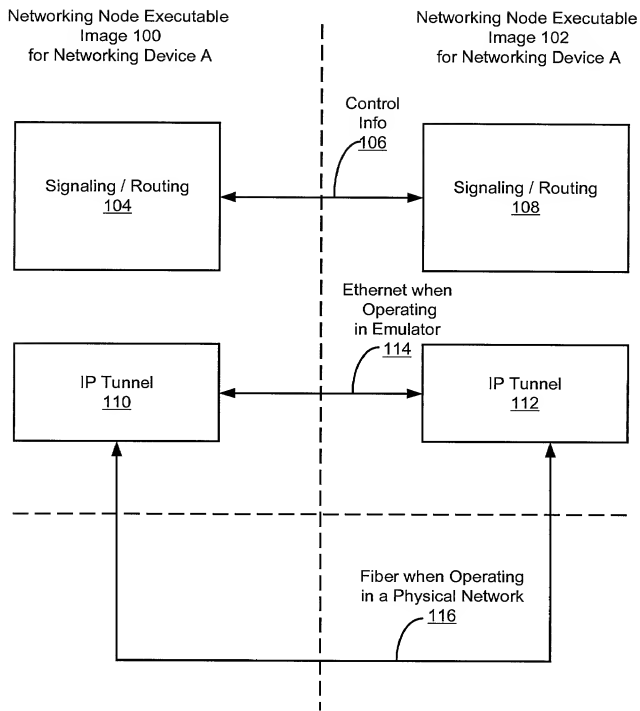 Networking Node Executable
Image 100
for Networking Device A
Networking Node Executable
Image 102
for Networking Device A
Control
Info
106
Signaling / Routing
104
Signaling / Routing
108
Ethernet when
Operating
in Emulator
114
IP Tunnel
110
IP Tunnel
112
Fiber when Operating
in a Physical Network
116